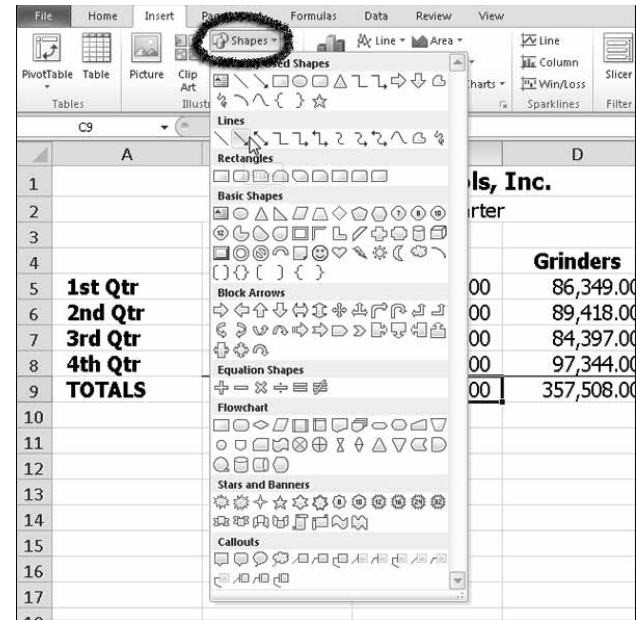 File Home Insert Formulas Data Review View
Shapes Line Area
Line
Column
Win/Loss
PivotTable Table Picture Clip Art Slicer
Tables Sparklines Filter
C9
A D
1 ls, Inc.
2 rter
3
4 Grinders
5 1st Qtr 00 86,349.00
6 2nd Qtr 00 89,418.00
7 3rd Qtr 00 84,397.00
8 4th Qtr 00 97,344.00
9 TOTALS 00 357,508.00
10
11
12
13
14
15
16
17
Shapes
Lines
Rectangles
Basic Shapes
Block Arrows
Equation Shapes
Flowchart
Stars and Banners
Callouts